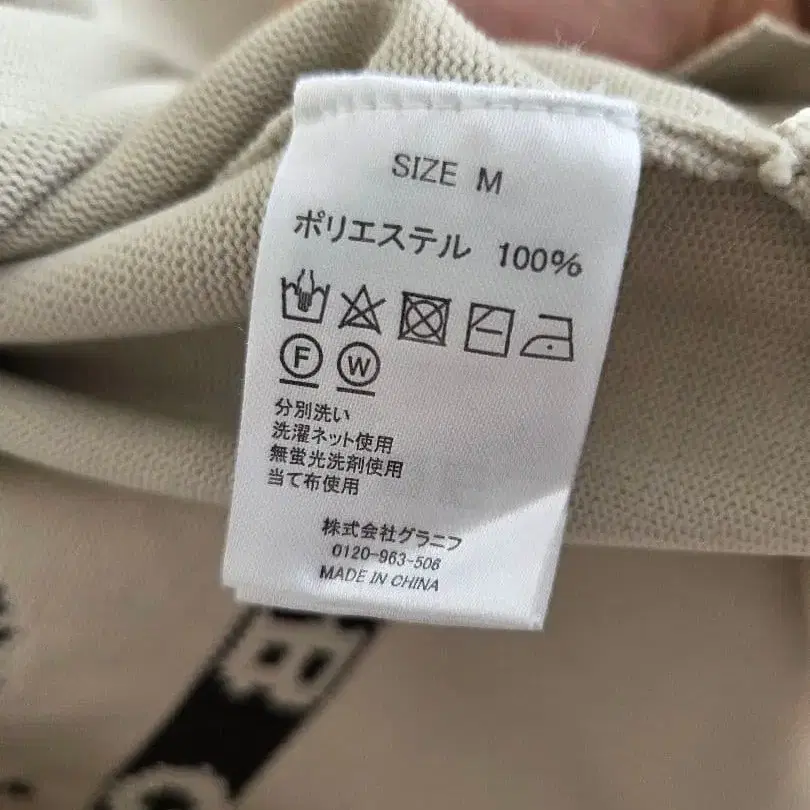 SIZE M
ポリエステル 100%
F W
分別洗い
洗濯ネット使用
無蛍光洗剤使用
当て布使用
株式会社グラニフ
0120-963-506
MADE IN CHINA
B